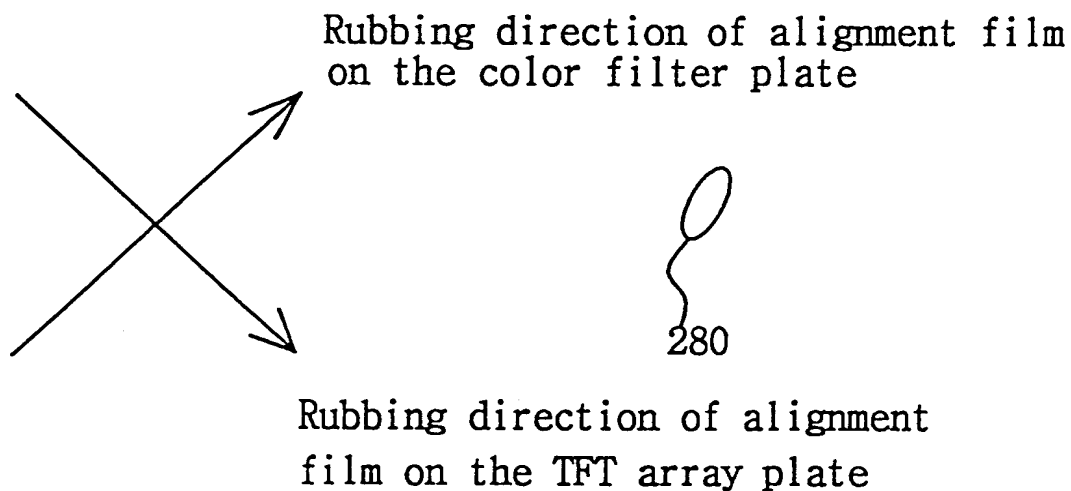 Rubbing direction of alignment film
on the color filter plate
280
Rubbing direction of alignment
film on the TFT array plate